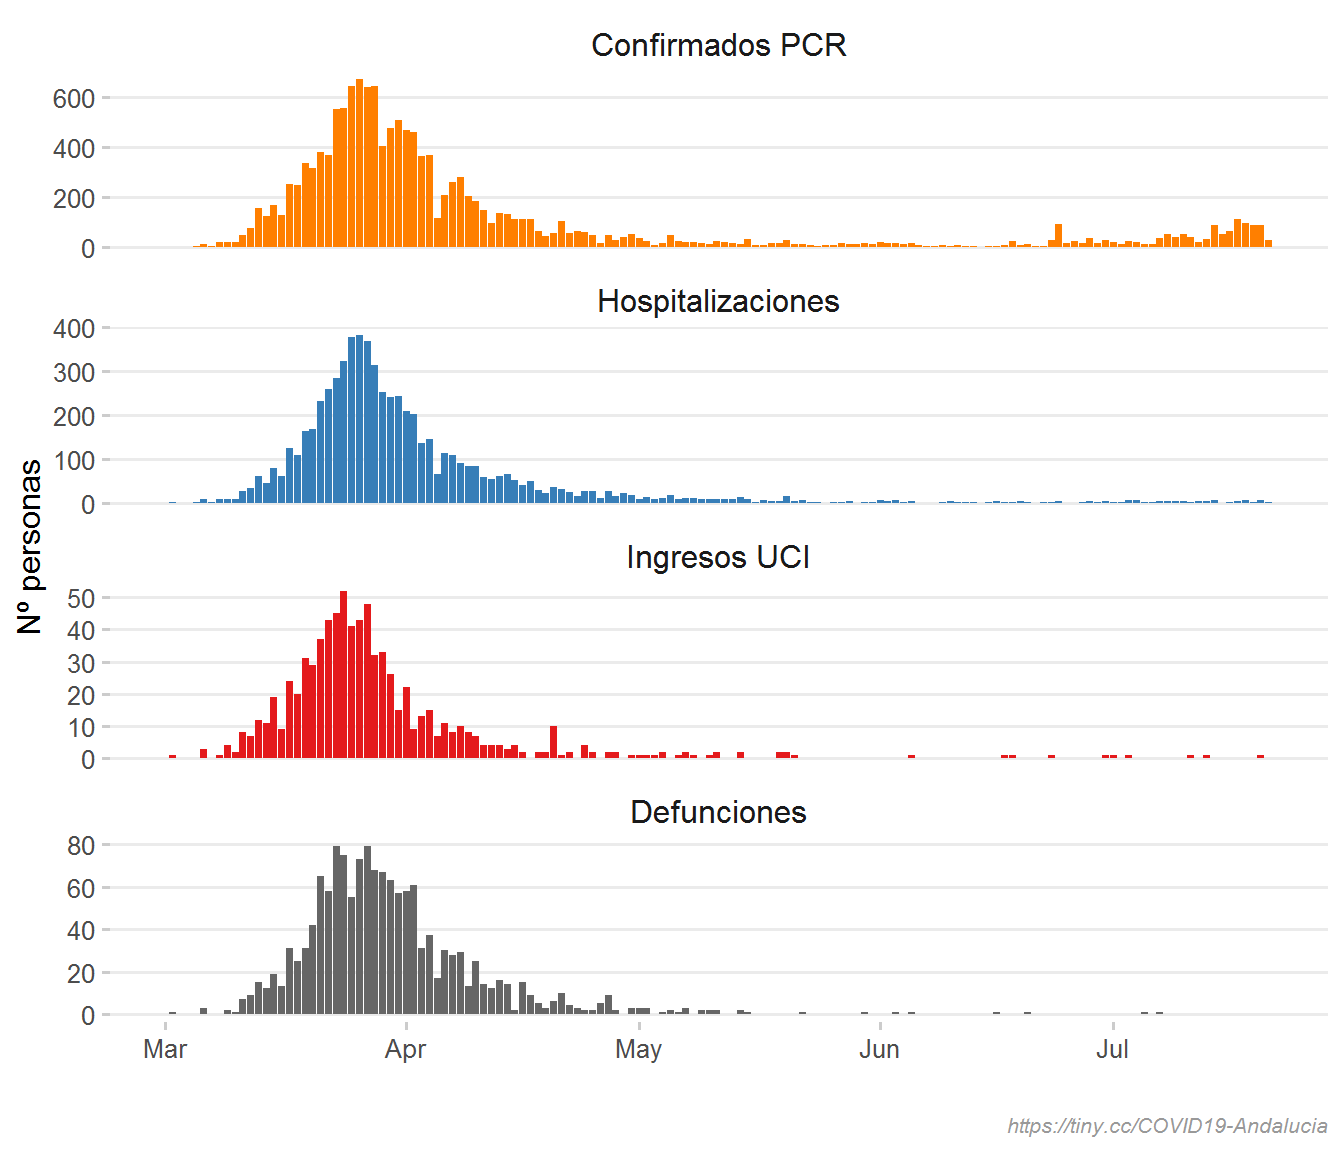 Confirmados PCR
600
400
200
0
Hospitalizaciones
400
300
200
100
0
Nº personas
Ingresos UCI
50
40
30
20
10
0
Defunciones
80
60
40
20
0
Mar Apr May Jun Jul
https://tiny.cc/COVID19-Andalucia